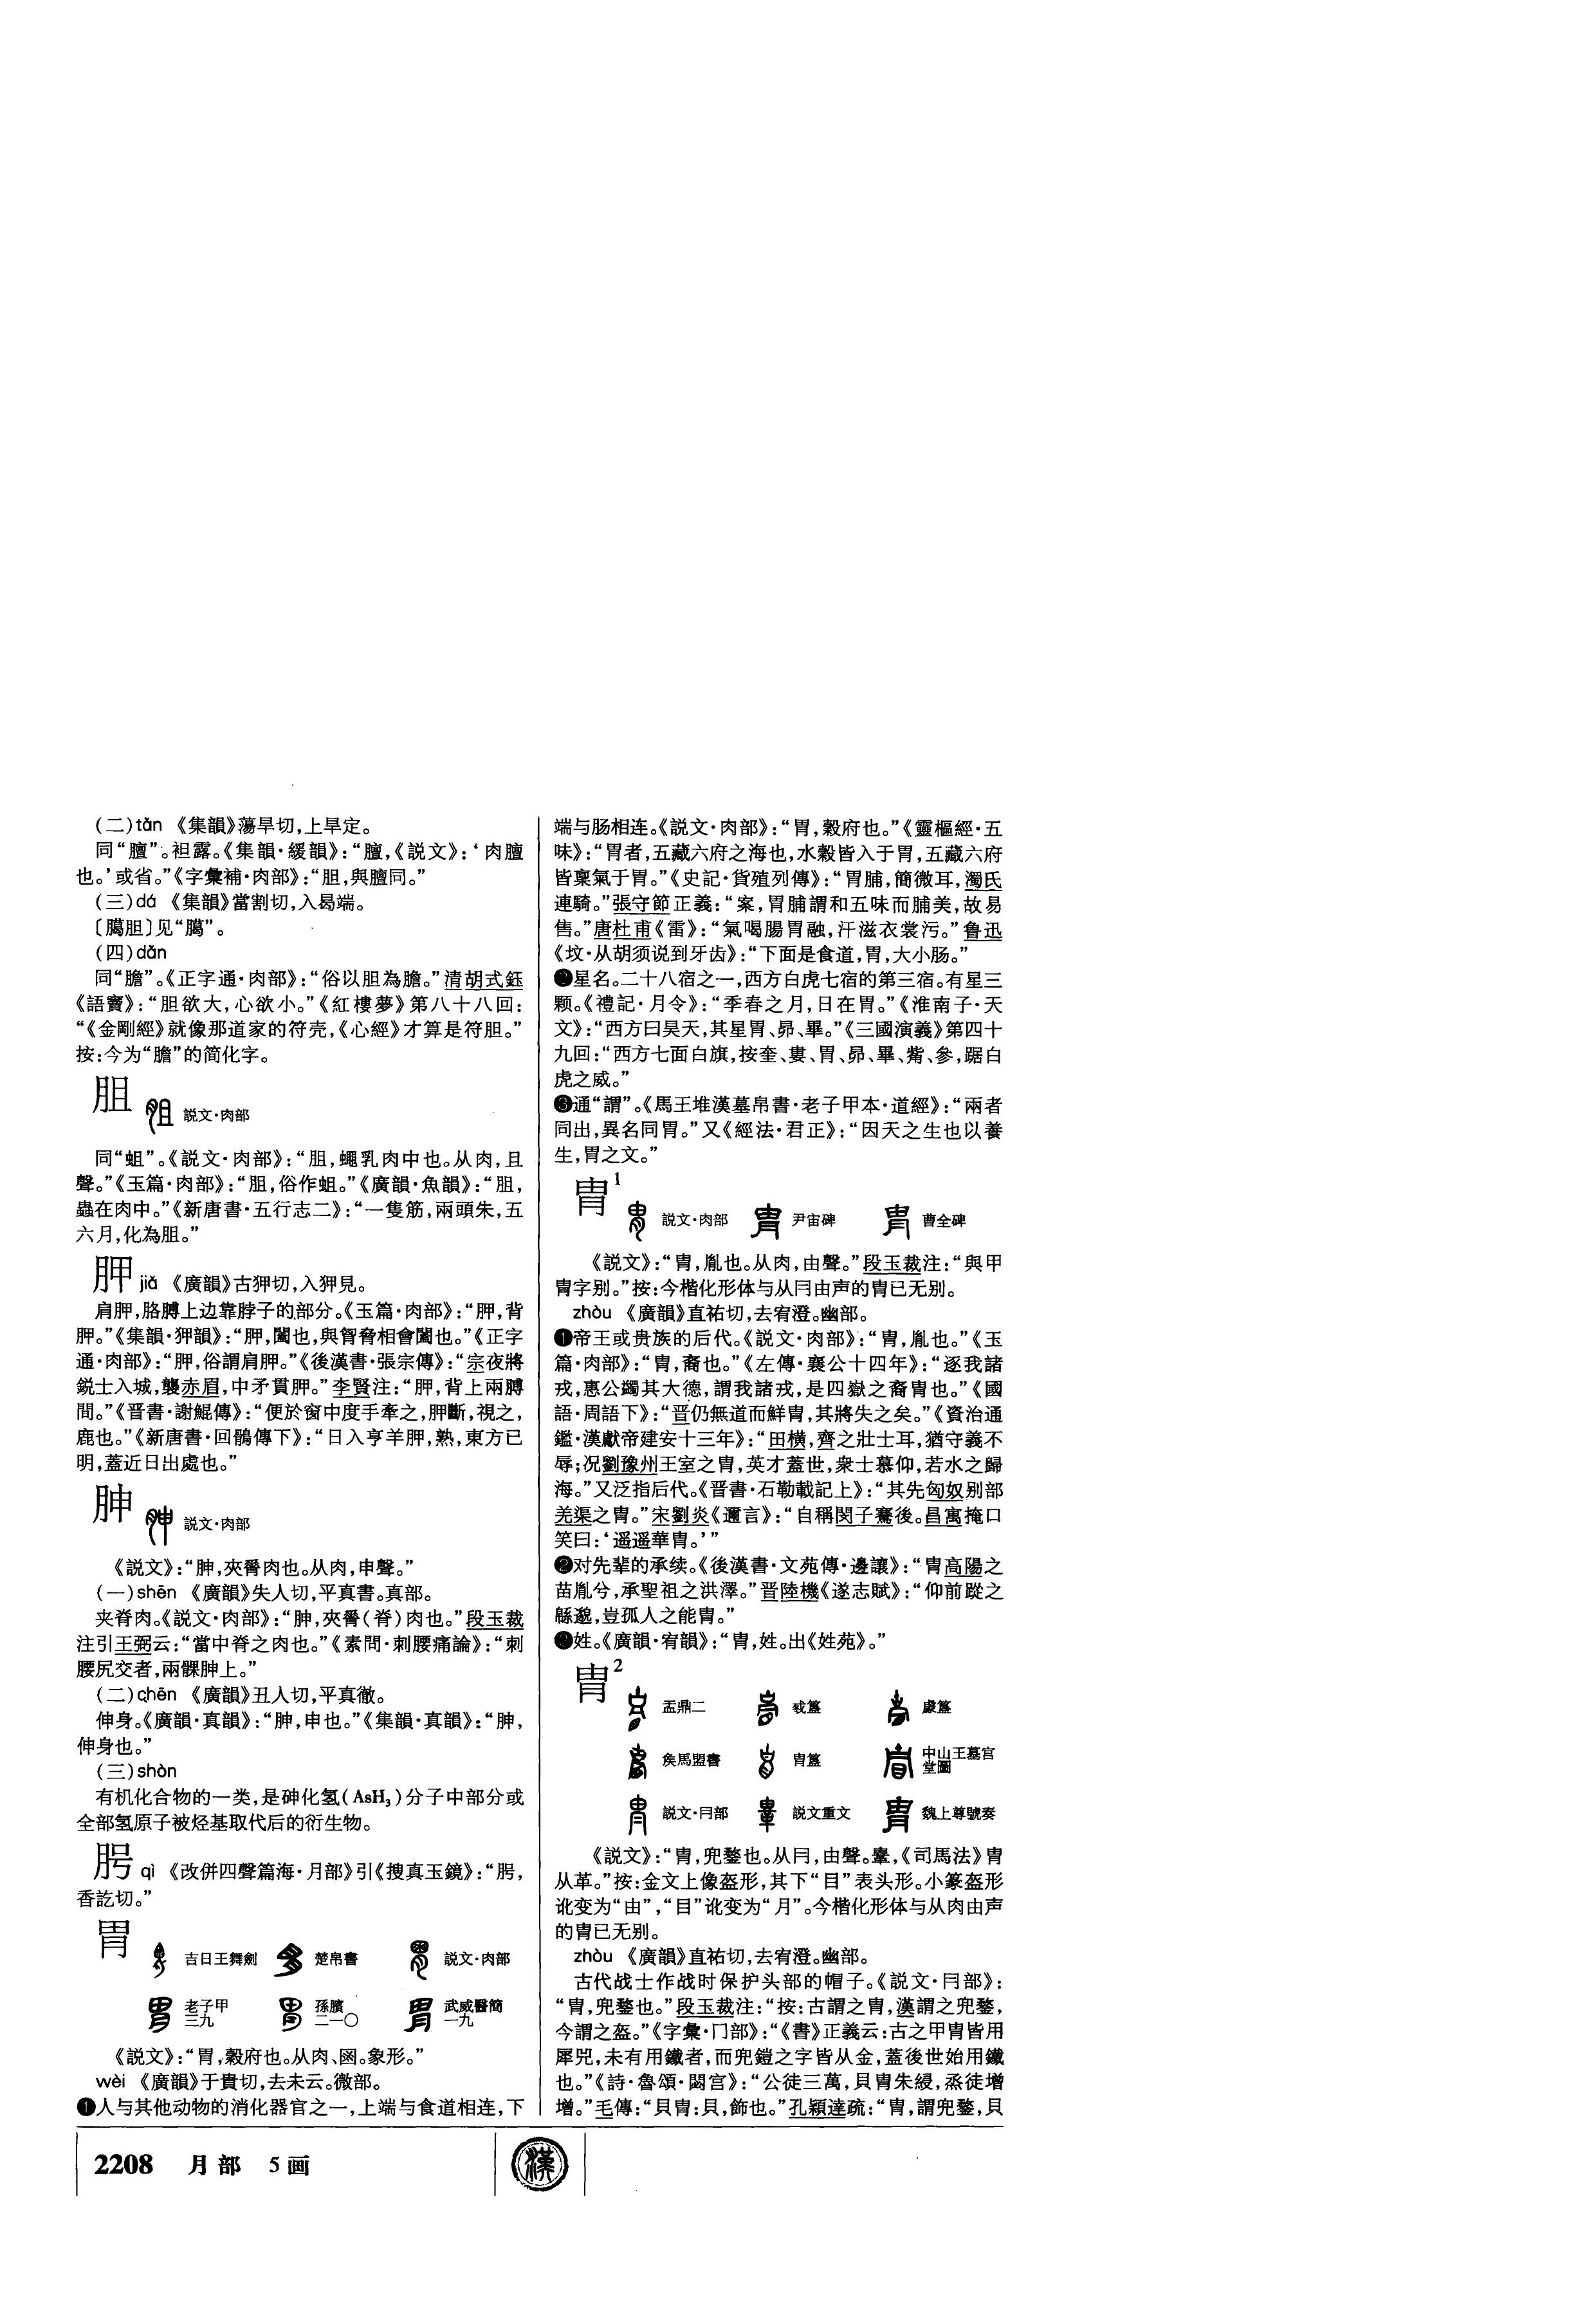 (二)tǎn 《集韻》蕩旱切,上旱定。
同“膻”。袒露。《集韻·緩韻》:“膻,《説文》:‘肉膻
也。’或省。”《字彙補·肉部》:“胆,與膻同。”
(三)dá 《集韻》當割切,入曷端。
〔䐛胆〕见“䐛”。
(四)dǎn
同“膽”。《正字通·肉部》:“俗以胆為膽。”清胡式鈺
《語竇》:“胆欲大,心欲小。”《紅樓夢》第八十八回:
“《金剛經》就像那道家的符壳,《心經》才算是符胆。”
按:今为“膽”的简化字。
胆 説文·肉部
同“蛆”。《説文·肉部》:“胆,蠅乳肉中也。从肉,且
聲。”《玉篇·肉部》:“胆,俗作蛆。”《廣韻·魚韻》:“胆,
蟲在肉中。”《新唐書·五行志二》:“一隻筋,兩頭朱,五
六月,化為胆。”
胛 jiǎ 《廣韻》古狎切,入狎見。
肩胛,胳膊上边靠脖子的部分。《玉篇·肉部》:“胛,背
胛。”《集韻·狎韻》:“胛,闔也,與胷脅相會闔也。”《正字
通·肉部》:“胛,俗謂肩胛。”《後漢書·張宗傳》:“宗夜將
鋭士入城,襲赤眉,中矛貫胛。”李賢注:“胛,背上兩膊
間。”《晋書·謝鯤傳》:“便於窗中度手牽之,胛斷,視之,
鹿也。”《新唐書·回鶻傳下》:“日入亨羊胛,熟,東方已
明,蓋近日出處也。”
胂 説文·肉部
《説文》:“胂,夾脊肉也。从肉,申聲。”
(一)shēn 《廣韻》失人切,平真書。真部。
夹脊肉。《説文·肉部》:“胂,夾𦟝(脊)肉也。”段玉裁
注引王弼云:“當中脊之肉也。”《素問·刺腰痛論》:“刺
腰尻交者,兩髁胂上。”
(二)chēn 《廣韻》丑人切,平真徹。
伸身。《廣韻·真韻》:“胂,申也。”《集韻·真韻》:“胂,
伸身也。”
(三)shèn
有机化合物的一类,是砷化氢(AsH₃)分子中部分或
全部氢原子被烃基取代后的衍生物。
qì 《改併四聲篇海·月部》引《搜真玉鏡》:“
香訖切。”
胃 吉日壬舞劍 楚帛書 説文·肉部
老子甲三九 孫臏二一〇 武威醫簡一九
《説文》:“胃,穀府也。从肉、𡇒。象形。”
wèi 《廣韻》于貴切,去未云。微部。
❶人与其他动物的消化器官之一,上端与食道相连,下
端与肠相连。《説文·肉部》:“胃,穀府也。”《靈樞經·五
味》:“胃者,五藏六府之海也,水穀皆入于胃,五藏六府
皆稟氣于胃。”《史記·貨殖列傳》:“胃脯,簡微耳,濁氏
連騎。”張守節正義:“案,胃脯謂和五味而脯美,故易
售。”唐杜甫《雷》:“氣暍腸胃融,汗滋衣裳污。”鲁迅
《坟·从胡须说到牙齿》:“下面是食道,胃,大小肠。”
❷星名。二十八宿之一,西方白虎七宿的第三宿。有星三
颗。《禮記·月令》:“季春之月,日在胃。”《淮南子·天
文》:“西方曰昊天,其星胃、昴、畢。”《三國演義》第四十
九回:“西方七面白旗,按奎、婁、胃、昴、畢、觜、參,踞白
虎之威。”
❸通“謂”。《馬王堆漢墓帛書·老子甲本·道經》:“兩者
同出,異名同胃。”又《經法·君正》:“因天之生也以養
生,胃之文。”
胄1 説文·肉部 尹宙碑 曹全碑
《説文》:“胄,胤也。从肉,由聲。”段玉裁注:“與甲
冑字别。”按:今楷化形体与从冃由声的冑已无别。
zhòu 《廣韻》直祐切,去宥澄。幽部。
❶帝王或贵族的后代。《説文·肉部》:“胄,胤也。”《玉
篇·肉部》:“胄,裔也。”《左傳·襄公十四年》:“逐我諸
戎,惠公蠲其大德,謂我諸戎,是四嶽之裔胄也。”《國
語·周語下》:“晋仍無道而鮮胄,其將失之矣。”《資治通
鑑·漢獻帝建安十三年》:“田横,齊之壯士耳,猶守義不
辱;况劉豫州王室之胄,英才蓋世,衆士慕仰,若水之歸
海。”又泛指后代。《晋書·石勒載記上》:“其先匈奴别部
羌渠之胄。”宋劉炎《邇言》:“自稱閔子騫後。昌寓掩口
笑曰:‘遥遥華胄。’”
❷对先辈的承续。《後漢書·文苑傳·邊讓》:“胄高陽之
苗胤兮,承聖祖之洪澤。”晋陸機《遂志賦》:“仰前蹤之
緜邈,豈孤人之能胄。”
❷姓。《廣韻·宥韻》:“胄,姓。出《姓苑》。”
冑2 盂鼎二 㦰簋 䖍簋
矦馬盟書 冑簋 中山王墓宫堂圖
説文·冃部 説文重文 魏上尊號奏
《説文》:“冑,兜鍪也。从冃,由聲。𩊄,《司馬法》冑
从革。”按:金文上像盔形,其下“目”表头形。小篆盔形
讹变为“由”,“目”讹变为“月”。今楷化形体与从肉由声
的胄已无别。
zhòu 《廣韻》直祐切,去宥澄。幽部。
古代战士作战时保护头部的帽子。《説文·冃部》:
“冑,兜鍪也。”段玉裁注:“按:古謂之冑,漢謂之兜鍪,
今謂之盔。”《字彙·冂部》:“《書》正義云:古之甲冑皆用
犀兕,未有用鐵者,而兜鎧之字皆从金,蓋後世始用鐵
也。”《詩·魯頌·閟宫》:“公徒三萬,貝冑朱綅,烝徒增
增。”毛傳:“貝冑:貝,飾也。”孔穎達疏:“冑,謂兜鍪,貝
2208 月部 5画
漢